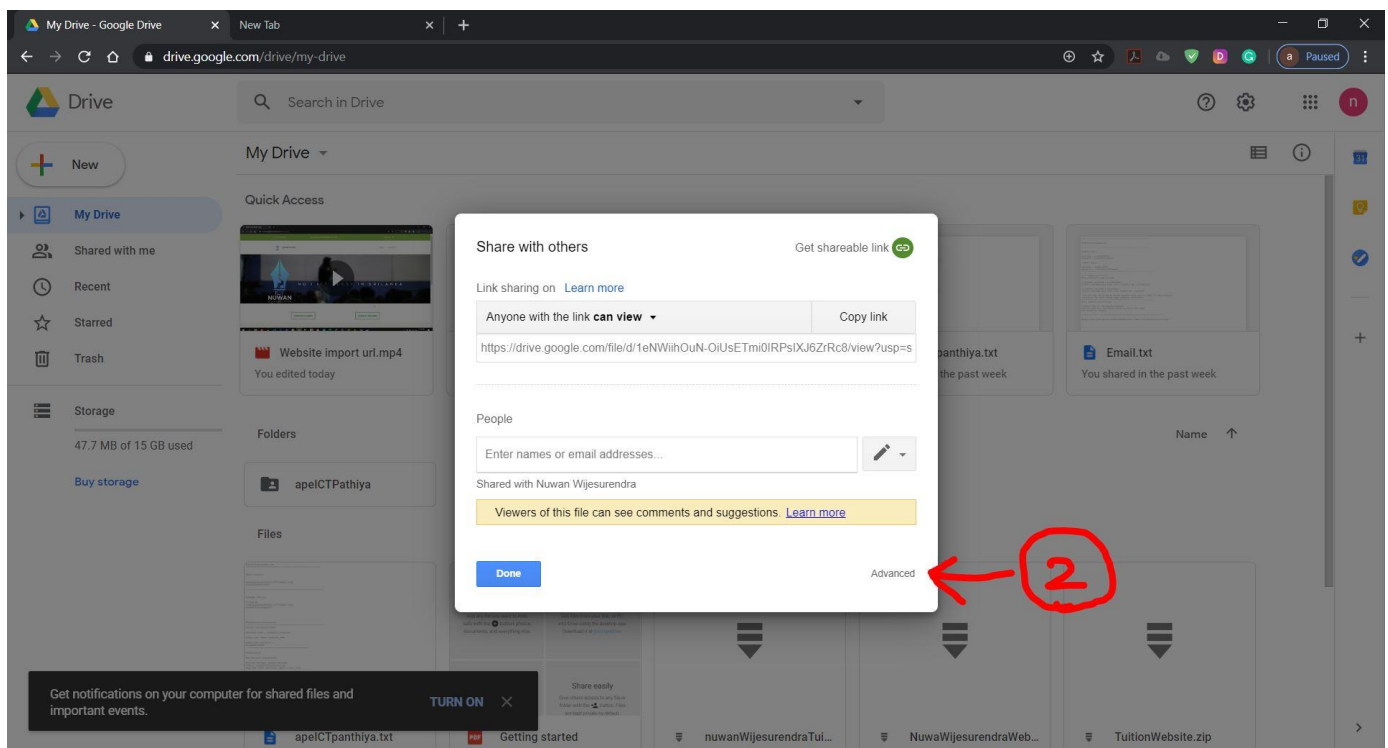 My Drive - Google Drive
New Tab
drive.google.com/drive/my-drive
a Paused
Drive
Search in Drive
n
New
My Drive
31
Quick Access
My Drive
Shared with me
Recent
Starred
Trash
Storage
47.7 MB of 15 GB used
Buy storage
NUWAN
Website import url.mp4
You edited today
panthiya.txt
the past week
Email.txt
You shared in the past week
Folders
Name
apeICTPathiya
Files
Share with others
Get shareable link
Link sharing on Learn more
Anyone with the link can view
Copy link
https://drive.google.com/file/d/1eNWiihOuN-OiUsETmi0IRPsIXJ6ZrRc8/view?usp=s
People
Enter names or email addresses...
Shared with Nuwan Wijesurendra
Viewers of this file can see comments and suggestions. Learn more
Done
Advanced
2
Share easily
Get notifications on your computer for shared files and
important events.
TURN ON
apeICTpanthiya.txt
PDF
Getting started
nuwanWijesurendraTui...
NuwaWijesurendraWeb...
TuitionWebsite.zip